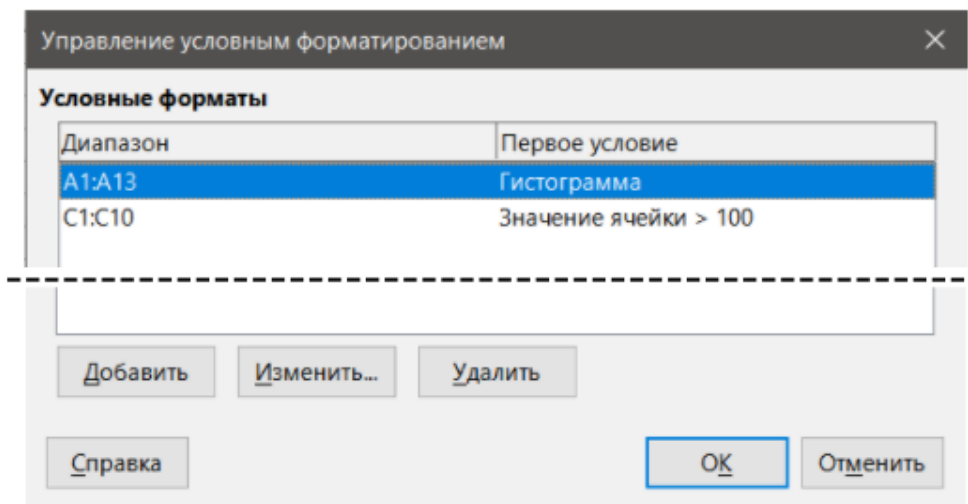 Управление условным форматированием
Условные форматы
Диапазон Первое условие
A1:A13 Гистограмма
C1:C10 Значение ячейки > 100
Добавить Изменить... Удалить
Справка ОК Отменить